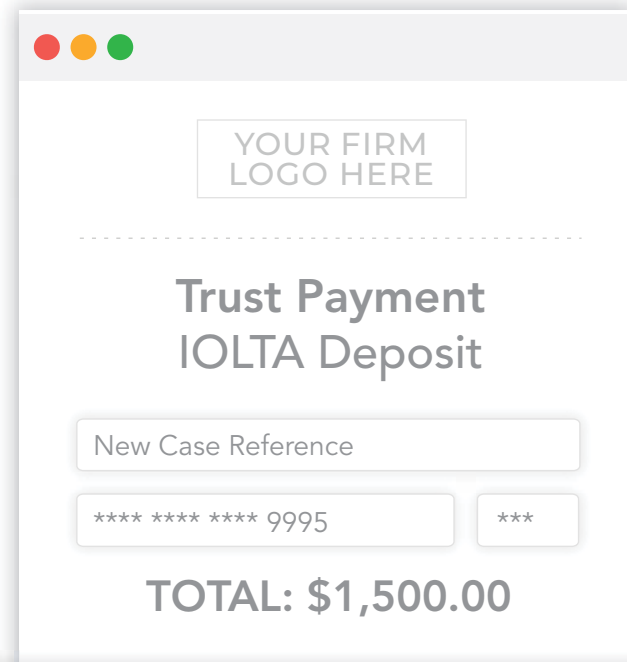 YOUR FIRM
LOGO HERE
Trust Payment
IOLTA Deposit
New Case Reference
**** **** **** 9995 ***
TOTAL: $1,500.00